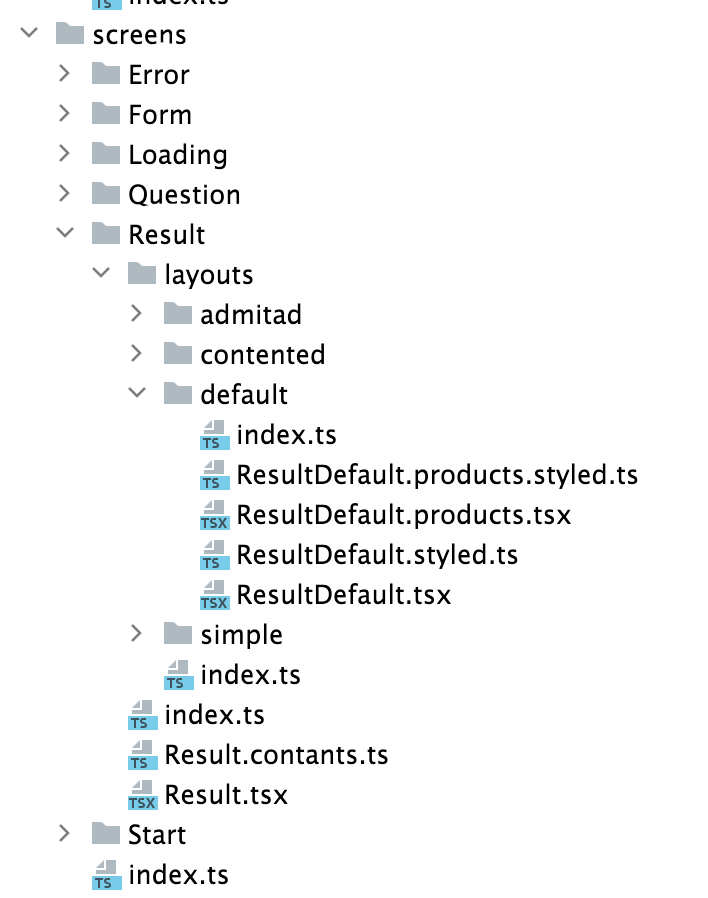 index.ts
screens
Error
Form
Loading
Question
Result
layouts
admitad
contented
default
TS index.ts
TS ResultDefault.products.styled.ts
TSX ResultDefault.products.tsx
TS ResultDefault.styled.ts
TSX ResultDefault.tsx
simple
TS index.ts
TS index.ts
TS Result.contants.ts
TSX Result.tsx
Start
TS index.ts